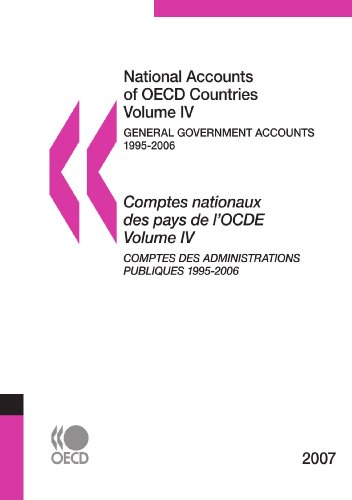 National Accounts
of OECD Countries
Volume IV
GENERAL GOVERNMENT ACCOUNTS
1995-2006
Comptes nationaux
des pays de l'OCDE
Volume IV
COMPTES DES ADMINISTRATIONS
PUBLIQUES 1995-2006
OECD
2007